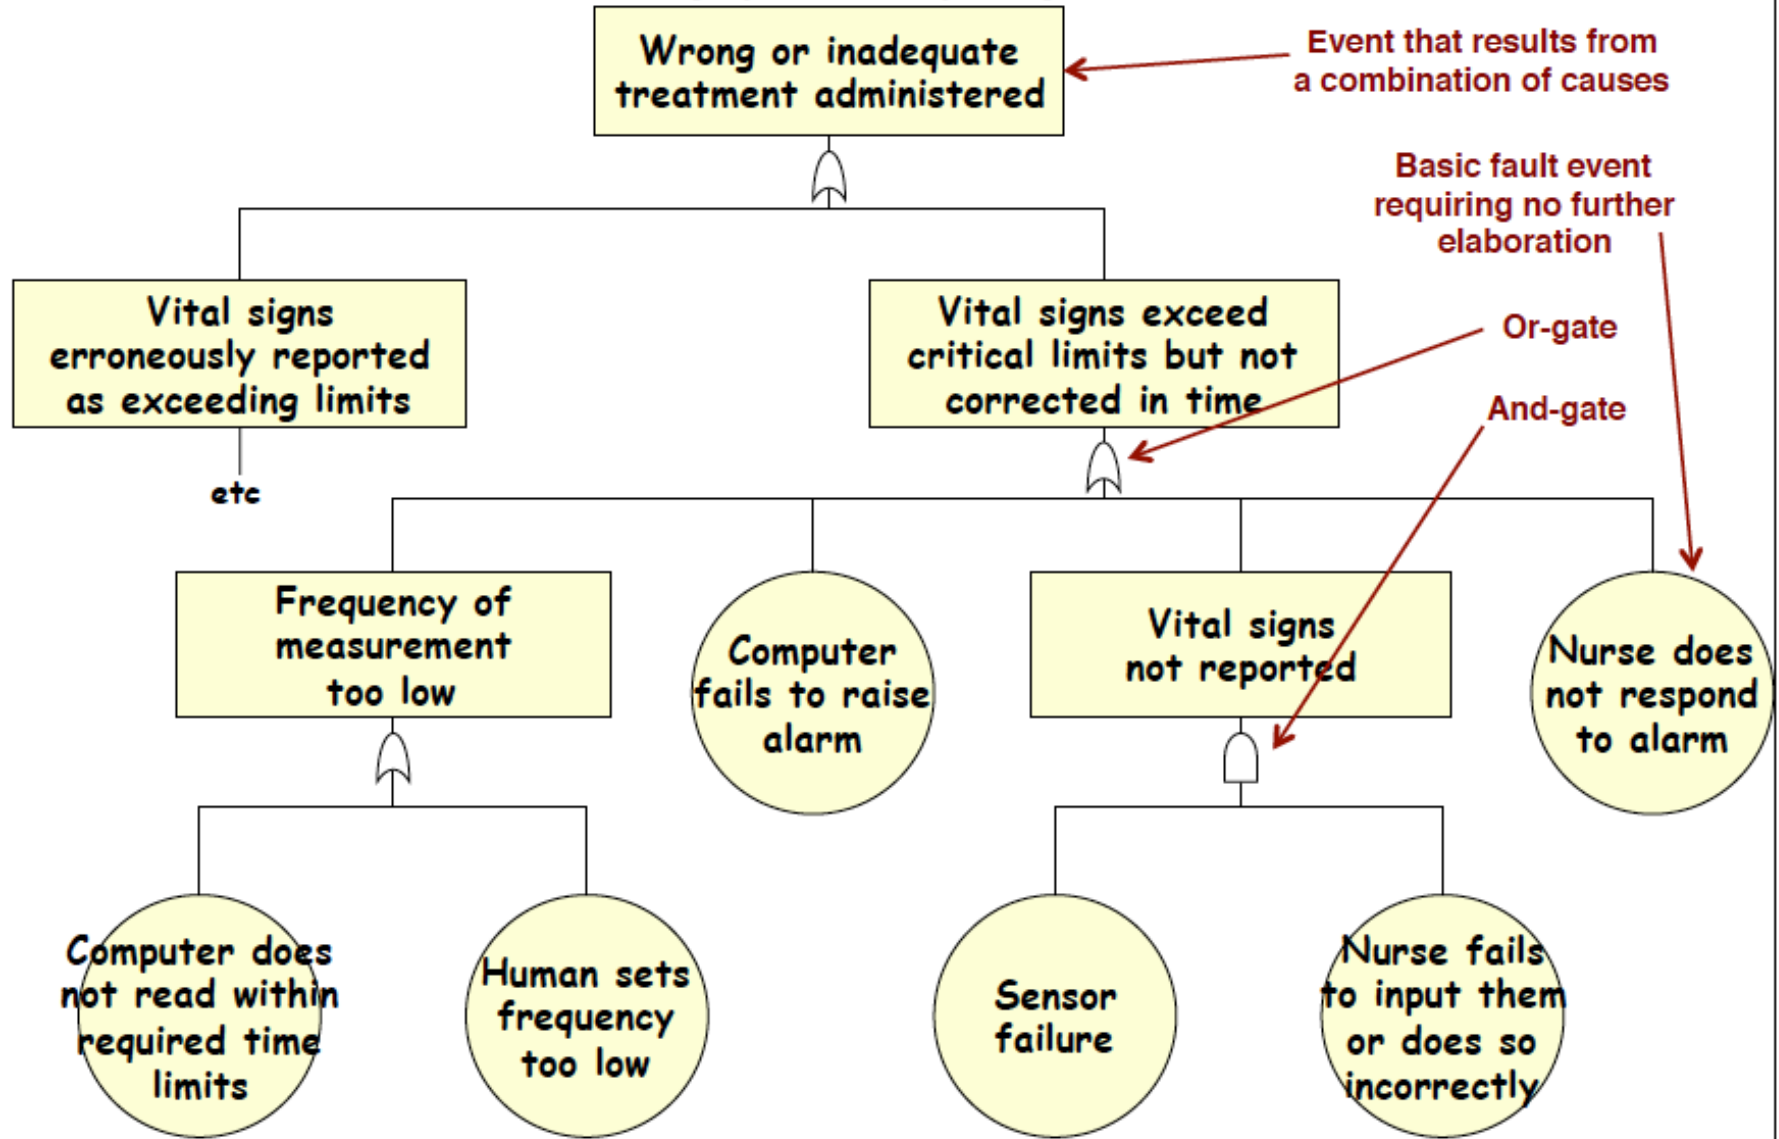 Wrong or inadequate
treatment administered
Event that results from
a combination of causes
Basic fault event
requiring no further
elaboration
Or-gate
And-gate
Vital signs
erroneously reported
as exceeding limits
etc
Vital signs exceed
critical limits but not
corrected in time
Frequency of
measurement
too low
Computer
fails to raise
alarm
Vital signs
not reported
Nurse does
not respond
to alarm
Computer does
not read within
required time
limits
Human sets
frequency
too low
Sensor
failure
Nurse fails
to input them
or does so
incorrectly